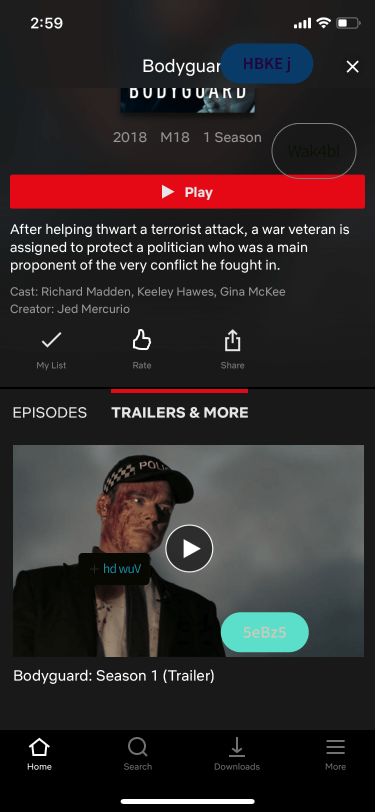 2:59
Bodyguar
HBKE j
BODYGUARD
2018 M18 1 Season
Wak4bl
Play
After helping thwart a terrorist attack, a war veteran is
assigned to protect a politician who was a main
proponent of the very conflict he fought in.
Cast: Richard Madden, Keeley Hawes, Gina McKee
Creator: Jed Mercurio
My List Rate Share
EPISODES TRAILERS & MORE
POLI
+ hd wuV
5eBz5
Bodyguard: Season 1 (Trailer)
Home Search Downloads More